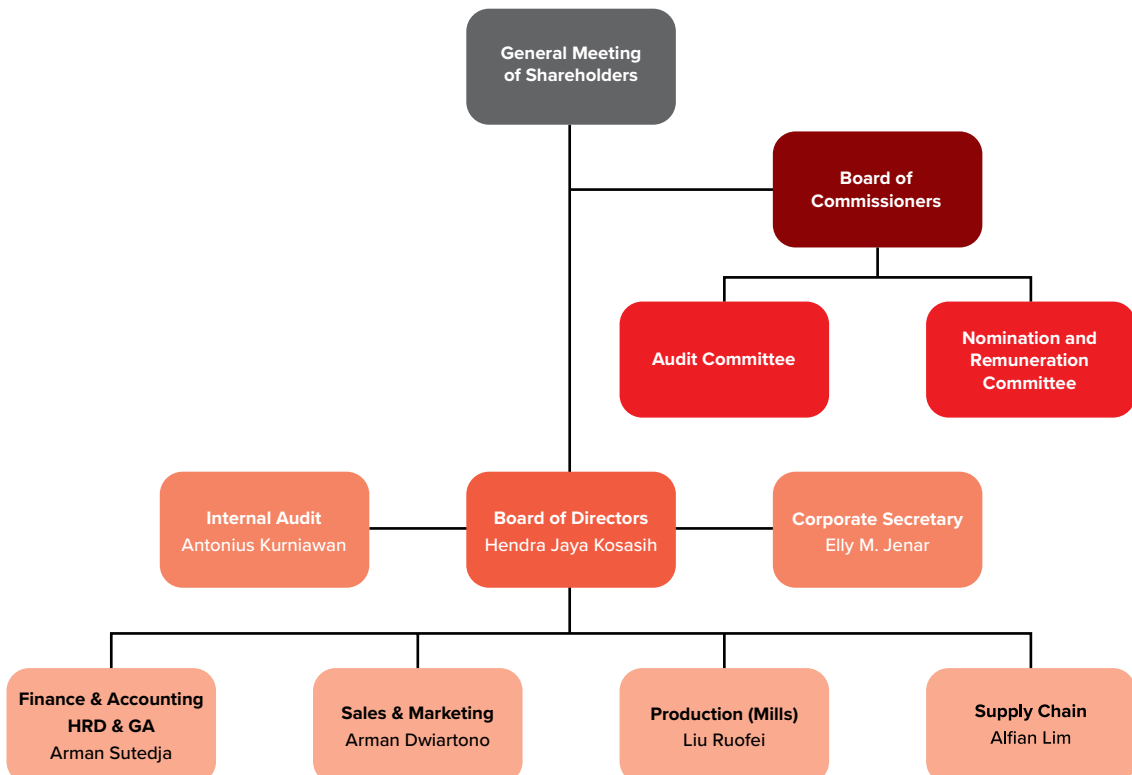 General Meeting
of Shareholders
Board of
Commissioners
Audit Committee
Nomination and
Remuneration
Committee
Internal Audit
Antonius Kurniawan
Board of Directors
Hendra Jaya Kosasih
Corporate Secretary
Elly M. Jenar
Finance & Accounting
HRD & GA
Arman Sutedja
Sales & Marketing
Arman Dwiartono
Production (Mills)
Liu Ruofei
Supply Chain
Alfian Lim